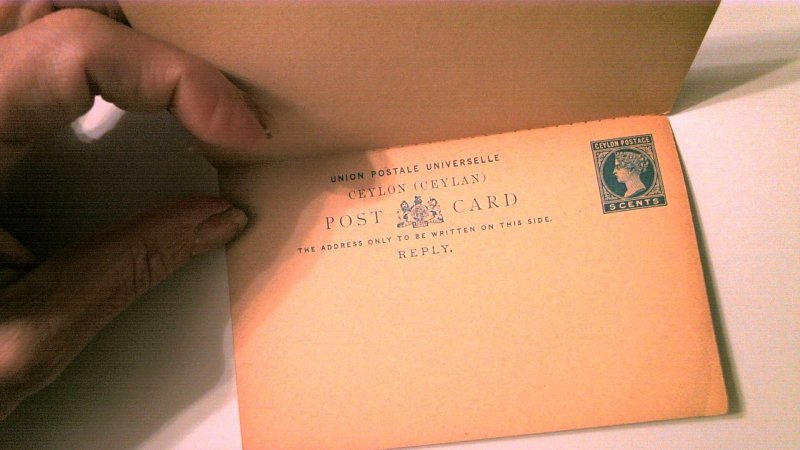 UNION POSTALE UNIVERSELLE
CEYLON (CEYLAN)
POST CARD
THE ADDRESS ONLY TO BE WRITTEN ON THIS SIDE.
REPLY.
CEYLON POSTAGE
5 CENTS